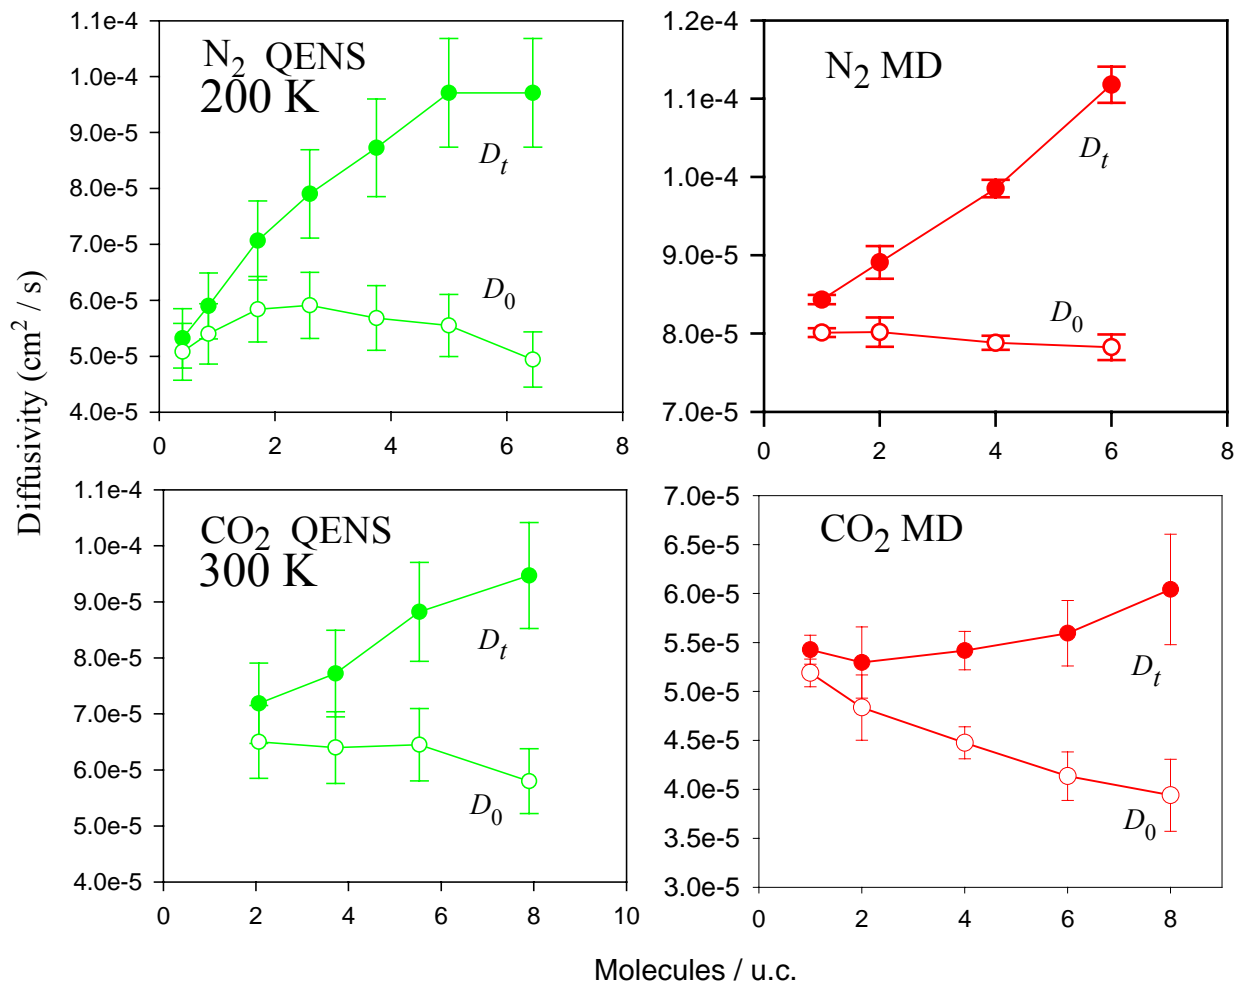 Diffusivity (cm² / s)
N₂ QENS
200 K
1.1e-4
1.0e-4
9.0e-5
8.0e-5
7.0e-5
6.0e-5
5.0e-5
4.0e-5
Dₜ
D₀
0 2 4 6 8
N₂ MD
1.2e-4
1.1e-4
1.0e-4
9.0e-5
8.0e-5
7.0e-5
Dₜ
D₀
0 2 4 6 8
CO₂ QENS
300 K
1.1e-4
1.0e-4
9.0e-5
8.0e-5
7.0e-5
6.0e-5
5.0e-5
4.0e-5
Dₜ
D₀
0 2 4 6 8 10
CO₂ MD
7.0e-5
6.5e-5
6.0e-5
5.5e-5
5.0e-5
4.5e-5
4.0e-5
3.5e-5
3.0e-5
Dₜ
D₀
0 2 4 6 8
Molecules / u.c.